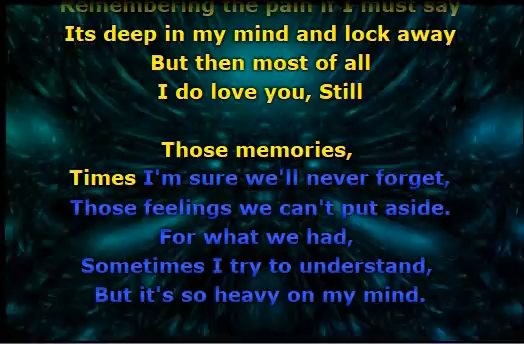 Remembering the pain if I must say
Its deep in my mind and lock away
But then most of all
I do love you, Still
Those memories,
Times I'm sure we'll never forget,
Those feelings we can't put aside.
For what we had,
Sometimes I try to understand,
But it's so heavy on my mind.